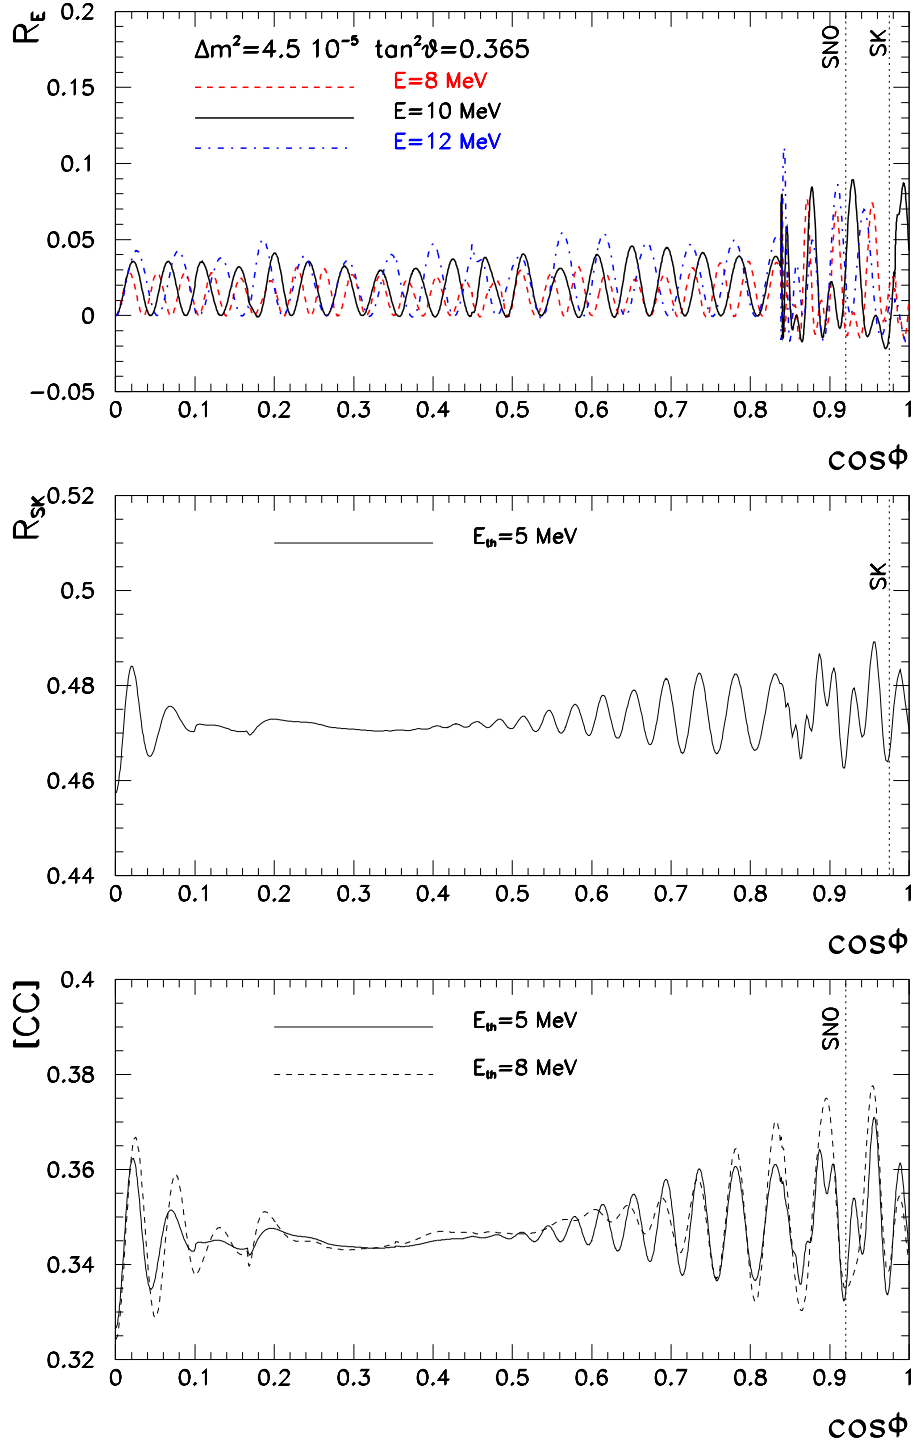 R_E
0.2
0.15
0.1
0.05
0
−0.05
Δm²=4.5 10⁻⁵ tan²ϑ=0.365
E=8 MeV
E=10 MeV
E=12 MeV
SNO
SK
0 0.1 0.2 0.3 0.4 0.5 0.6 0.7 0.8 0.9 1
cosΦ
R_SK
0.52
0.5
0.48
0.46
0.44
E_th=5 MeV
SK
0 0.1 0.2 0.3 0.4 0.5 0.6 0.7 0.8 0.9 1
cosΦ
[CC]
0.4
0.38
0.36
0.34
0.32
E_th=5 MeV
E_th=8 MeV
SNO
0 0.1 0.2 0.3 0.4 0.5 0.6 0.7 0.8 0.9 1
cosΦ